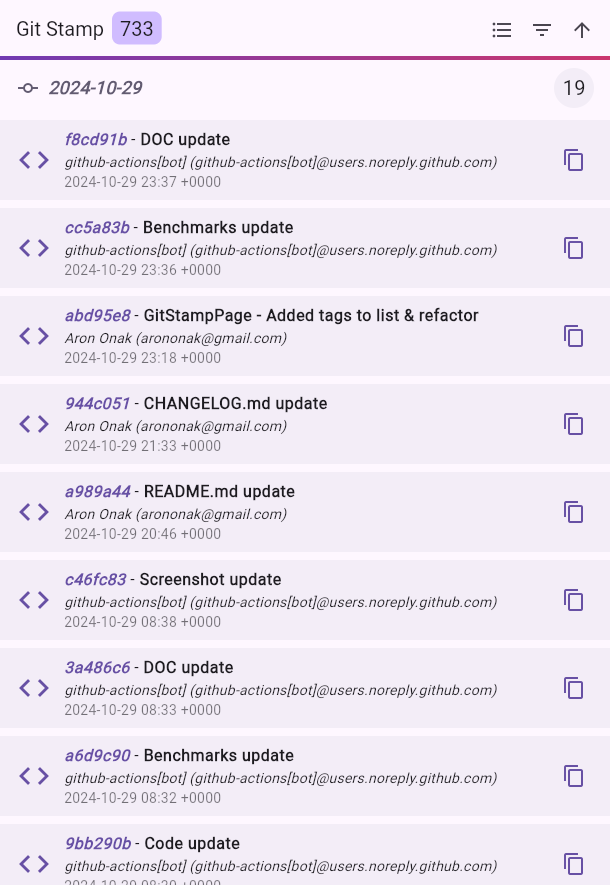 Git Stamp 733
2024-10-29 19
f8cd91b - DOC update
github-actions[bot] (github-actions[bot]@users.noreply.github.com)
2024-10-29 23:37 +0000
cc5a83b - Benchmarks update
github-actions[bot] (github-actions[bot]@users.noreply.github.com)
2024-10-29 23:36 +0000
abd95e8 - GitStampPage - Added tags to list & refactor
Aron Onak (arononak@gmail.com)
2024-10-29 23:18 +0000
944c051 - CHANGELOG.md update
Aron Onak (arononak@gmail.com)
2024-10-29 21:33 +0000
a989a44 - README.md update
Aron Onak (arononak@gmail.com)
2024-10-29 20:46 +0000
c46fc83 - Screenshot update
github-actions[bot] (github-actions[bot]@users.noreply.github.com)
2024-10-29 08:38 +0000
3a486c6 - DOC update
github-actions[bot] (github-actions[bot]@users.noreply.github.com)
2024-10-29 08:33 +0000
a6d9c90 - Benchmarks update
github-actions[bot] (github-actions[bot]@users.noreply.github.com)
2024-10-29 08:32 +0000
9bb290b - Code update
github-actions[bot] (github-actions[bot]@users.noreply.github.com)